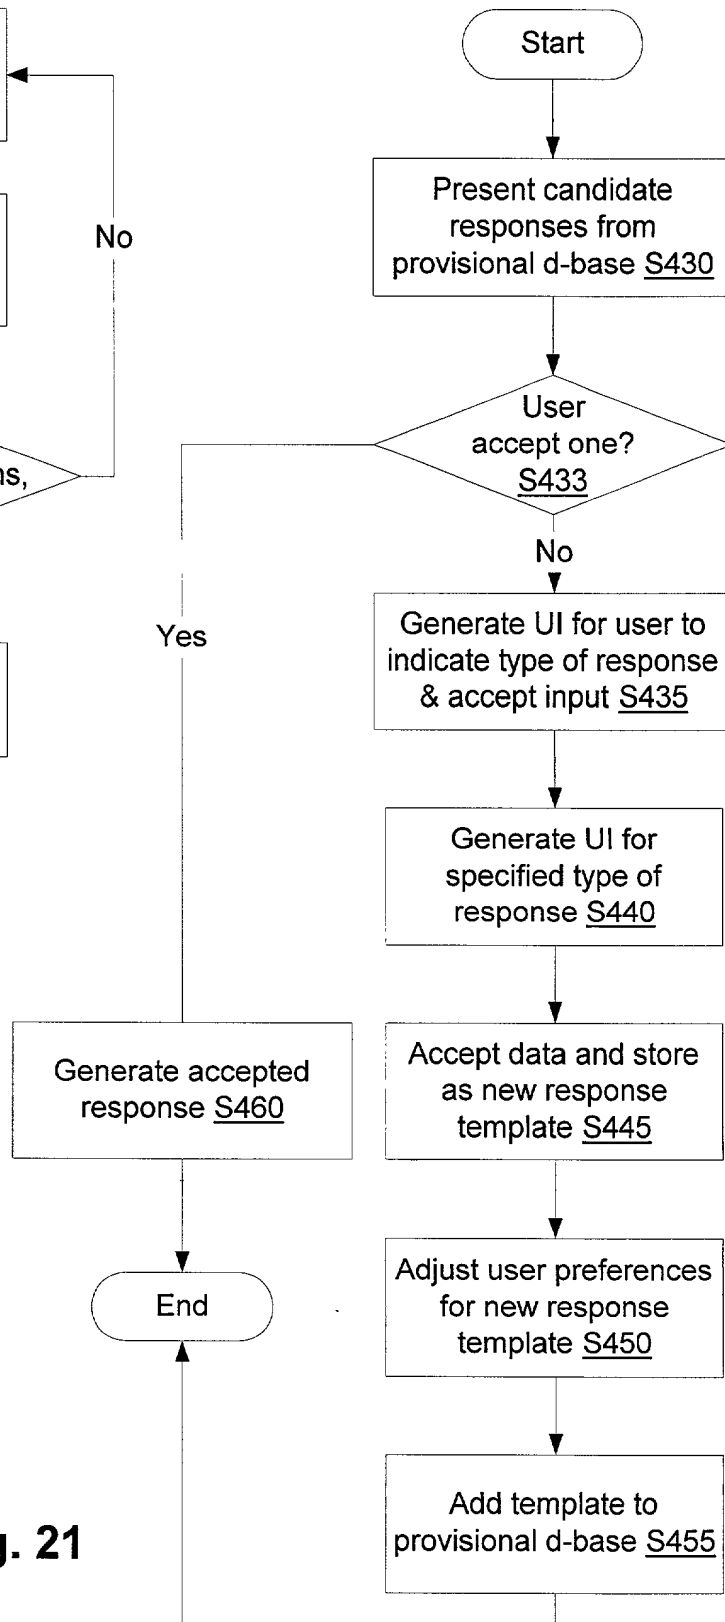 Start
Present candidate
responses from
provisional d-base S430
No
User
accept one?
S433
No
Generate UI for user to
indicate type of response
& accept input S435
Yes
Generate UI for
specified type of
response S440
Accept data and store
as new response
template S445
Generate accepted
response S460
Adjust user preferences
for new response
template S450
End
Add template to
provisional d-base S455
21